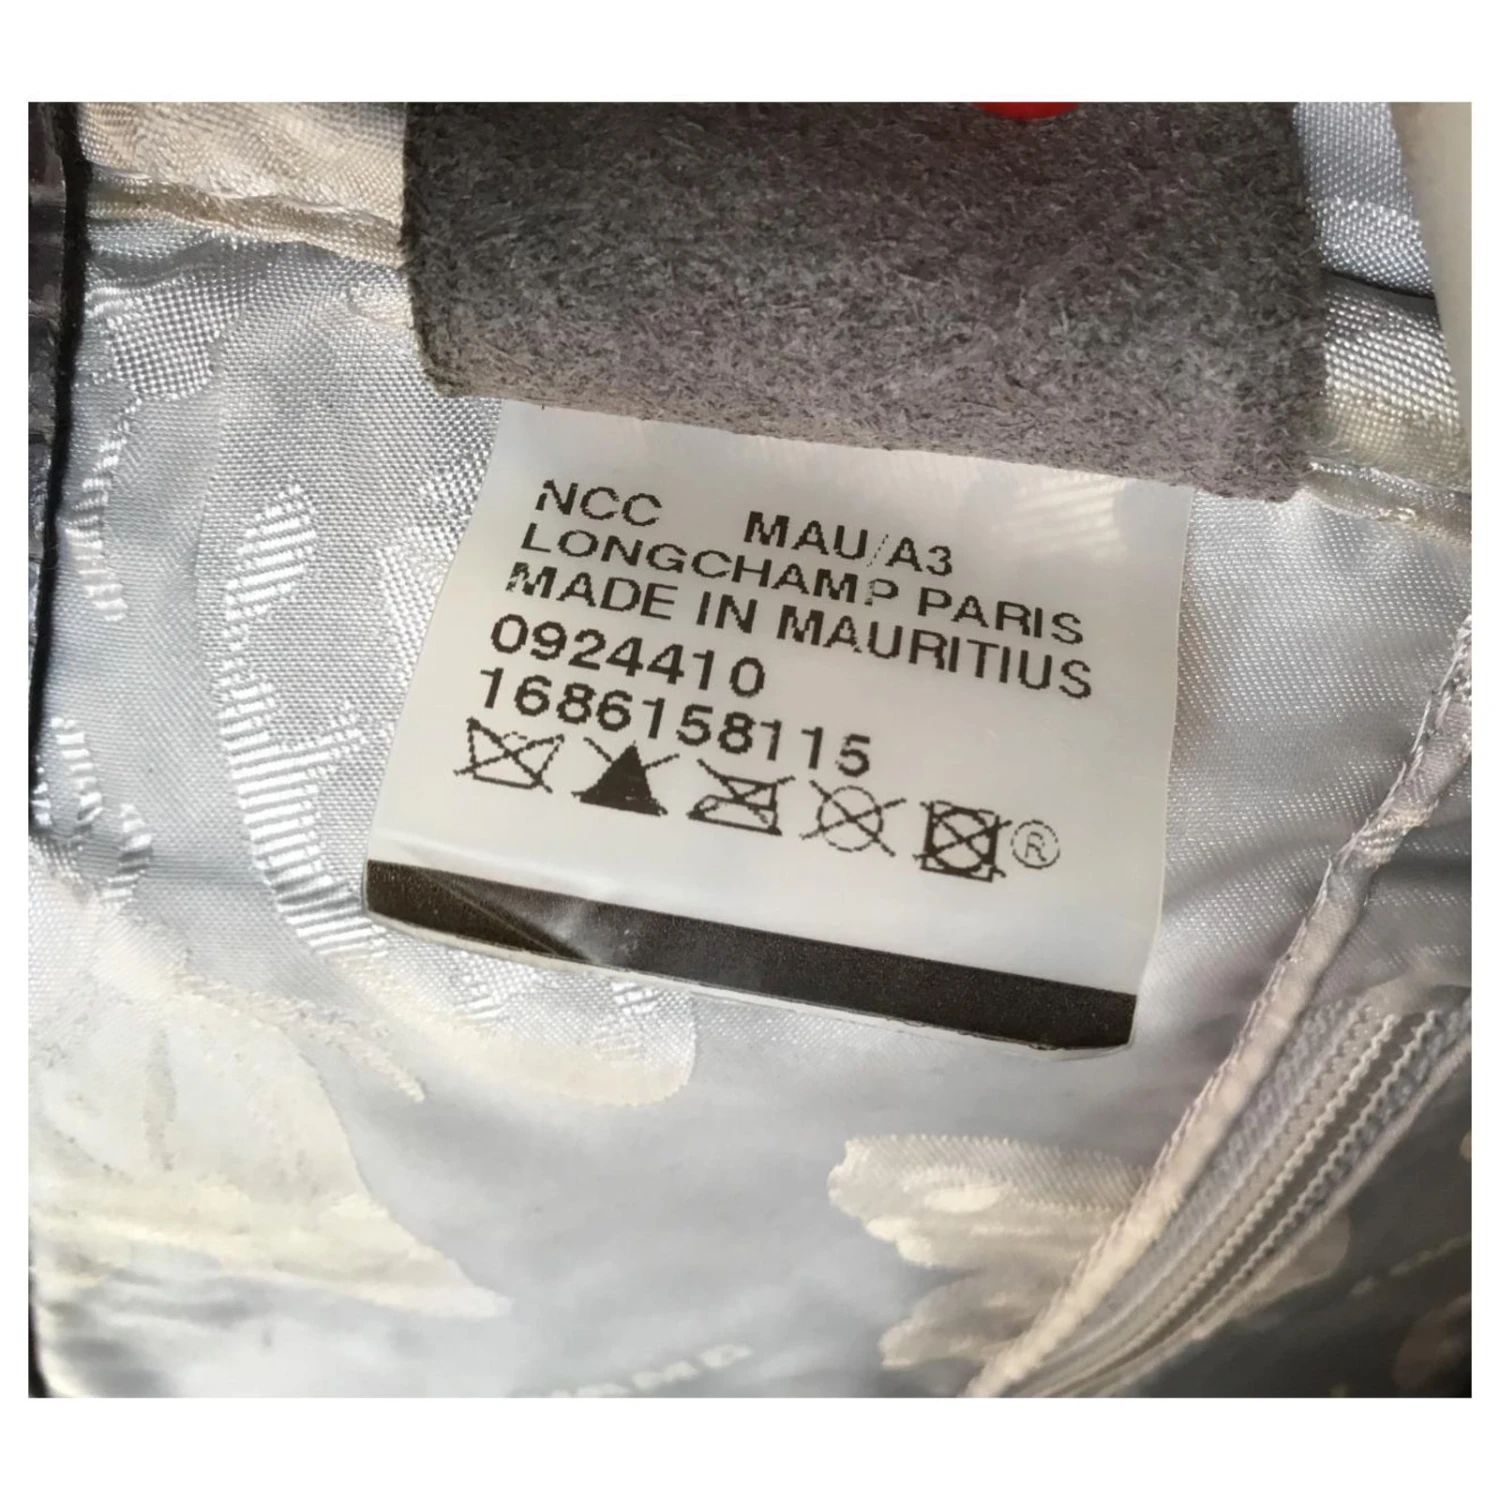 NCC MAU/A3
LONGCHAMP PARIS
MADE IN MAURITIUS
0924410
1686158115
®